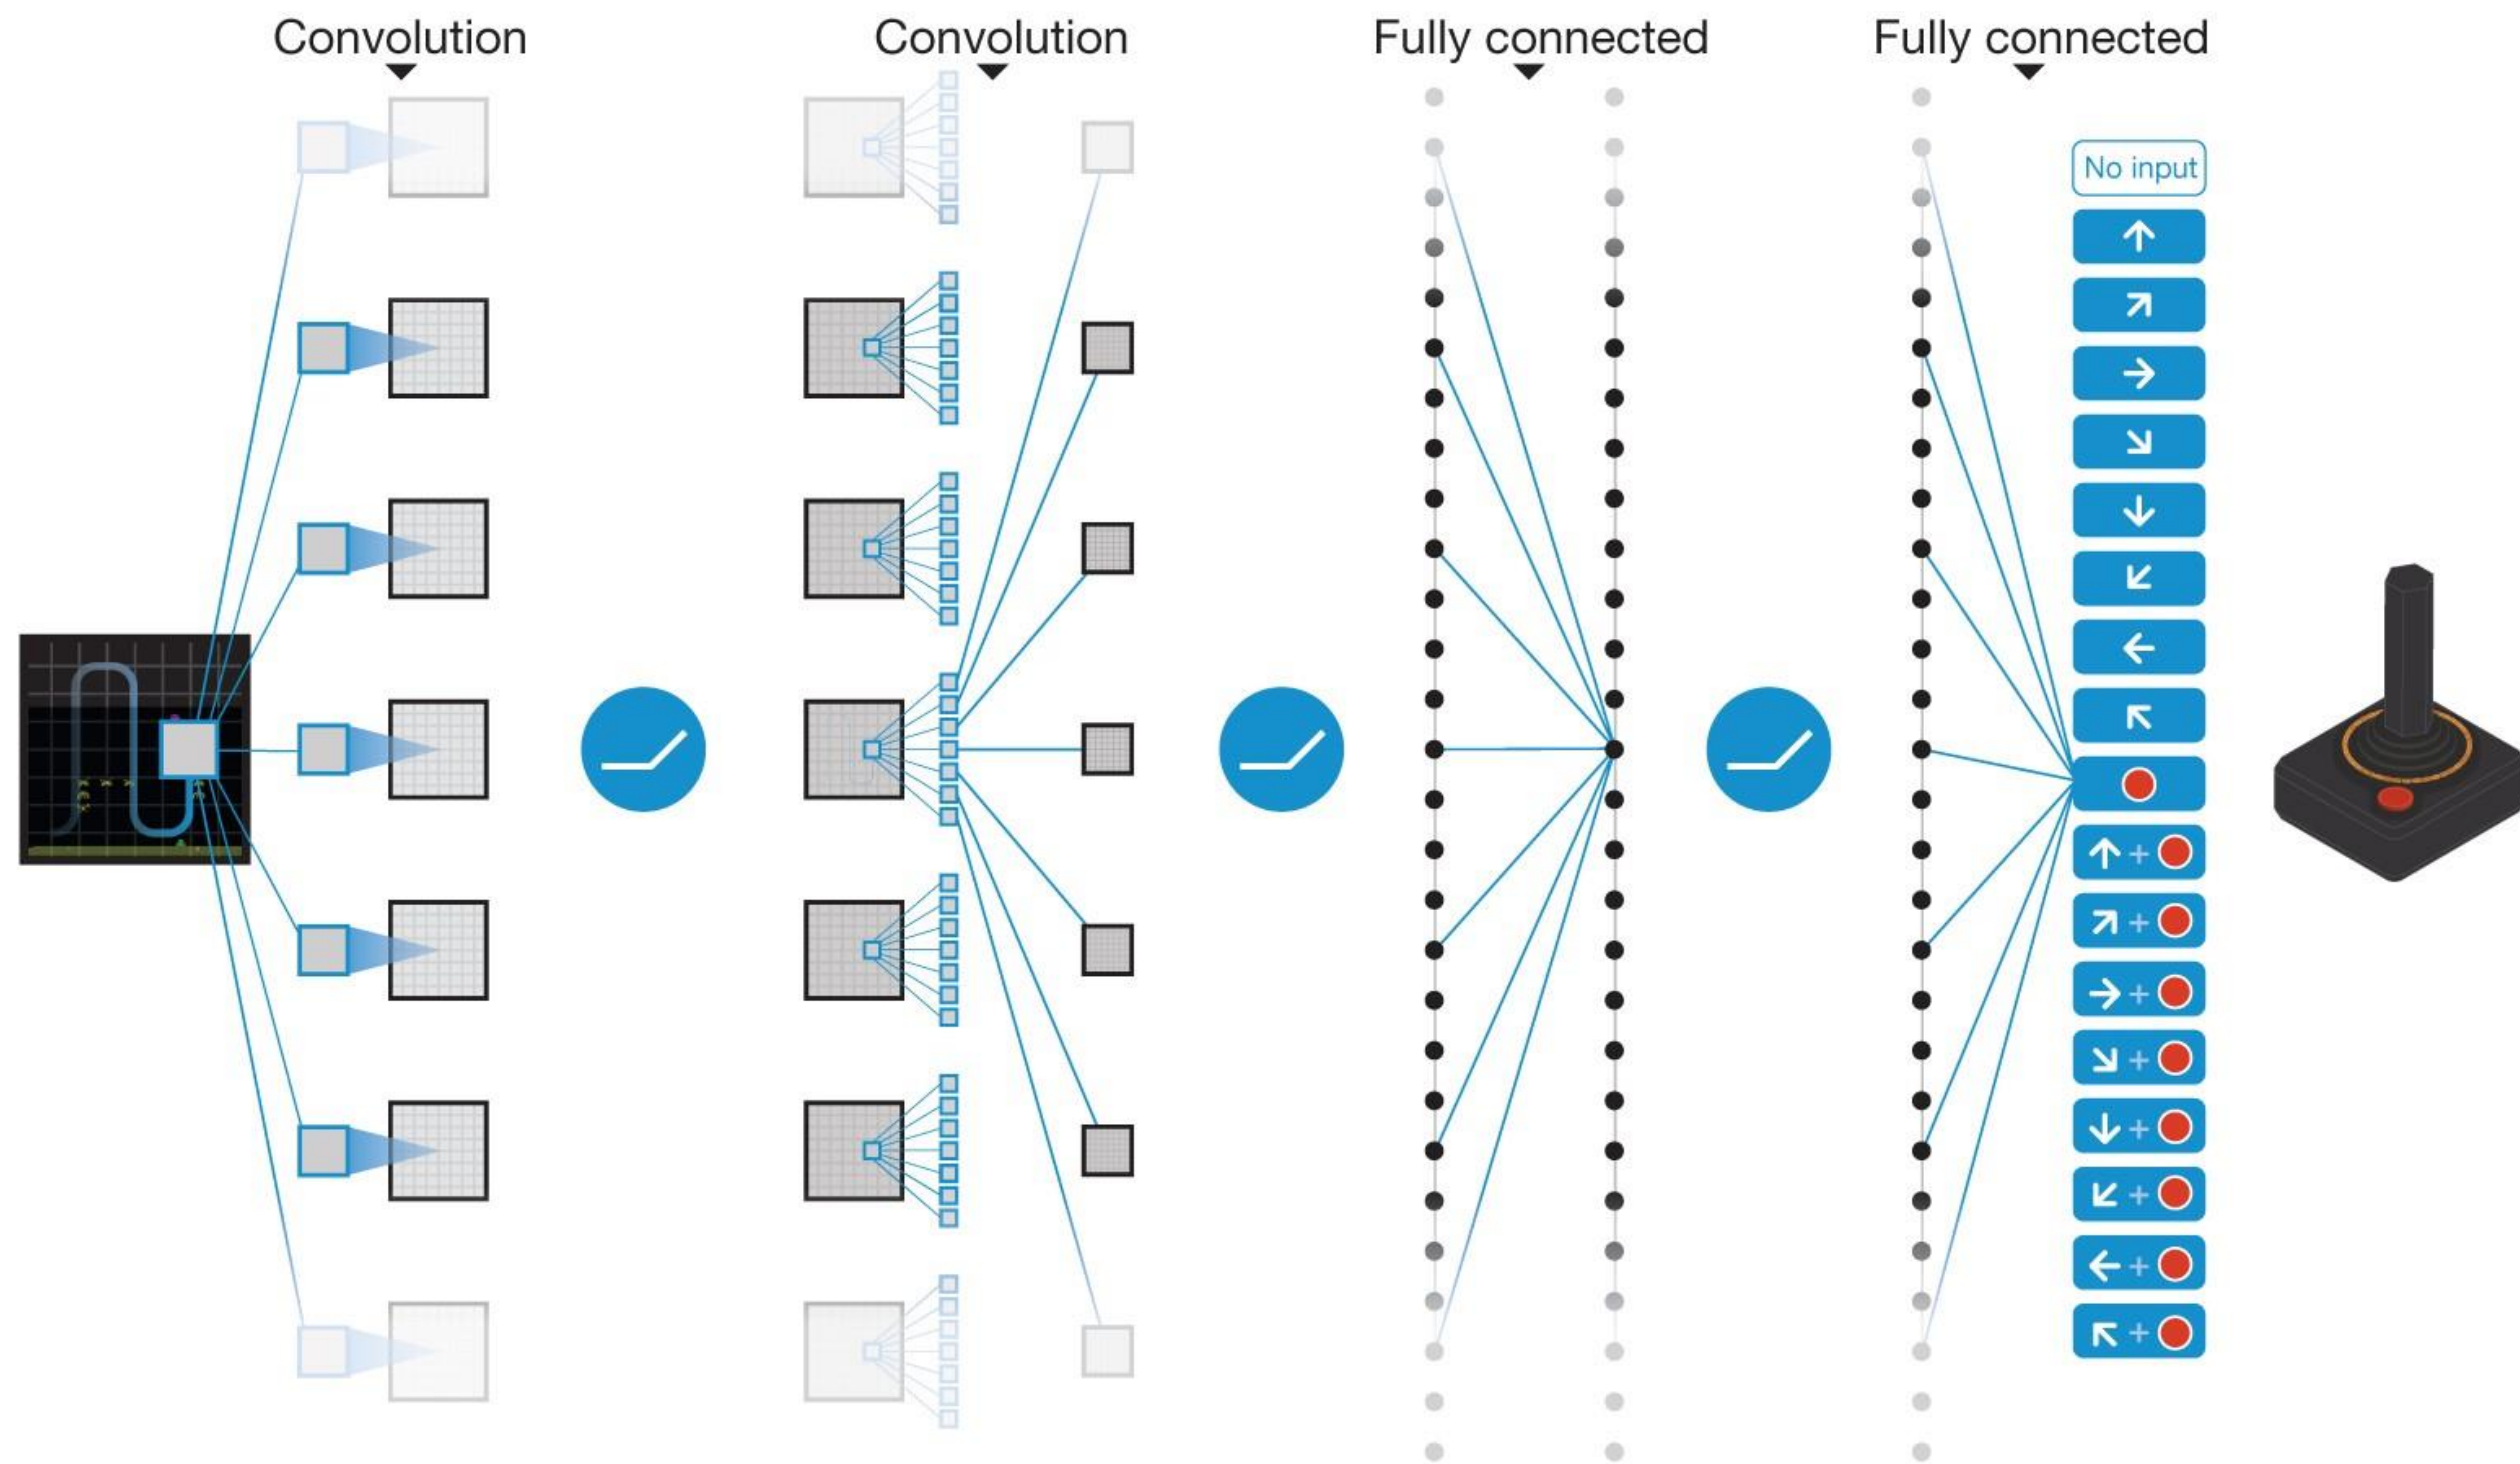 Convolution
Convolution
Fully connected
Fully connected
No input
+
+
+
+
+
+
+
+